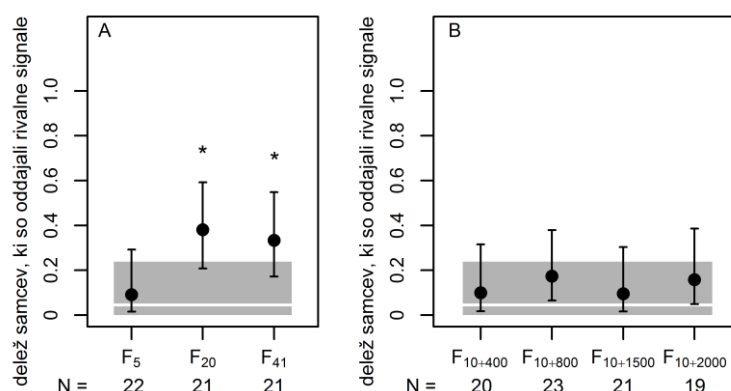 A
delež samcev, ki so oddajali rivalne signale
1.0
0.8
0.6
0.4
0.2
0
* *
F5 F20 F41
N = 22 21 21
B
delež samcev, ki so oddajali rivalne signale
1.0
0.8
0.6
0.4
0.2
0
F10+400 F10+800 F10+1500 F10+2000
N = 20 23 21 19